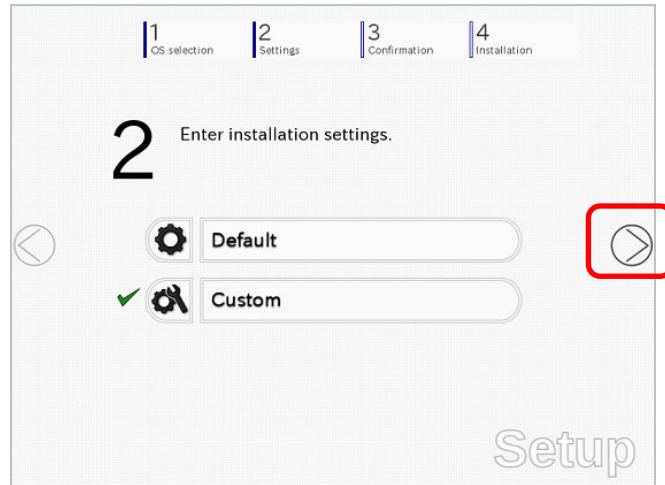 1
OS selection
2
Settings
3
Confirmation
4
Installation
2
Enter installation settings.
Default
Custom
Setup